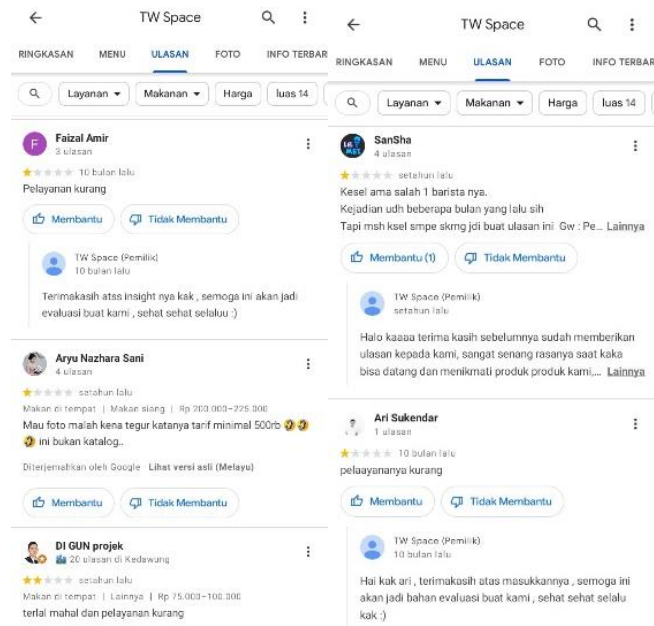 TW Space
RINGKASAN MENU ULASAN FOTO INFO TERBAR
Layanan Makanan Harga luas 14
F
Faizal Amir
3 ulasan
10 bulan lalu
Pelayanan kurang
Membantu Tidak Membantu
TW Space (Pemilik)
10 bulan lalu
Terimakasih atss insight nya kak , semoga ini akan jadi
evaluasi buat kami , sehat sehat selaluu :)
Aryu Nazhara Sani
4 ulasan
setahun lalu
Makan di tempat | Makan siang | Rp 200.000–225.000
Mau foto malah kena tegur katanya tarif minimal 500rb 🤣🤣
🤣 ini bukan katalog..
Diterjemahkan oleh Google Lihat versi asli (Melayu)
Membantu Tidak Membantu
DI GUN projek
20 ulasan di Kedawung
setahun lalu
Makan di tempat | Lainnya | Rp 75.000–100.000
terlal mahal dan pelayanan kurang
TW Space
RINGKASAN MENU ULASAN FOTO INFO TERBAR
Layanan Makanan Harga luas 14
SanSha
4 ulasan
setahun lalu
Kesel ama salah 1 barista nya.
Kejadian udh beberapa bulan yang lalu sih
Tapi msh ksel smpe skrng jdi buat ulasan ini Gw : Pe... Lainnya
Membantu (1) Tidak Membantu
TW Space (Pemilik)
setahun lalu
Halo kaaaa terima kasih sebelumnya sudah memberikan
ulasan kepada kami, sangat senang rasanya saat kaka
bisa datang dan menikmati produk produk kami,... Lainnya
Ari Sukendar
1 ulasan
10 bulan lalu
pelaayananya kurang
Membantu Tidak Membantu
TW Space (Pemilik)
10 bulan lalu
Hai kak ari , terimakasih atas masukkannya , semoga ini
akan jadi bahan evaluasi buat kami , sehat sehat selalu
kak :)